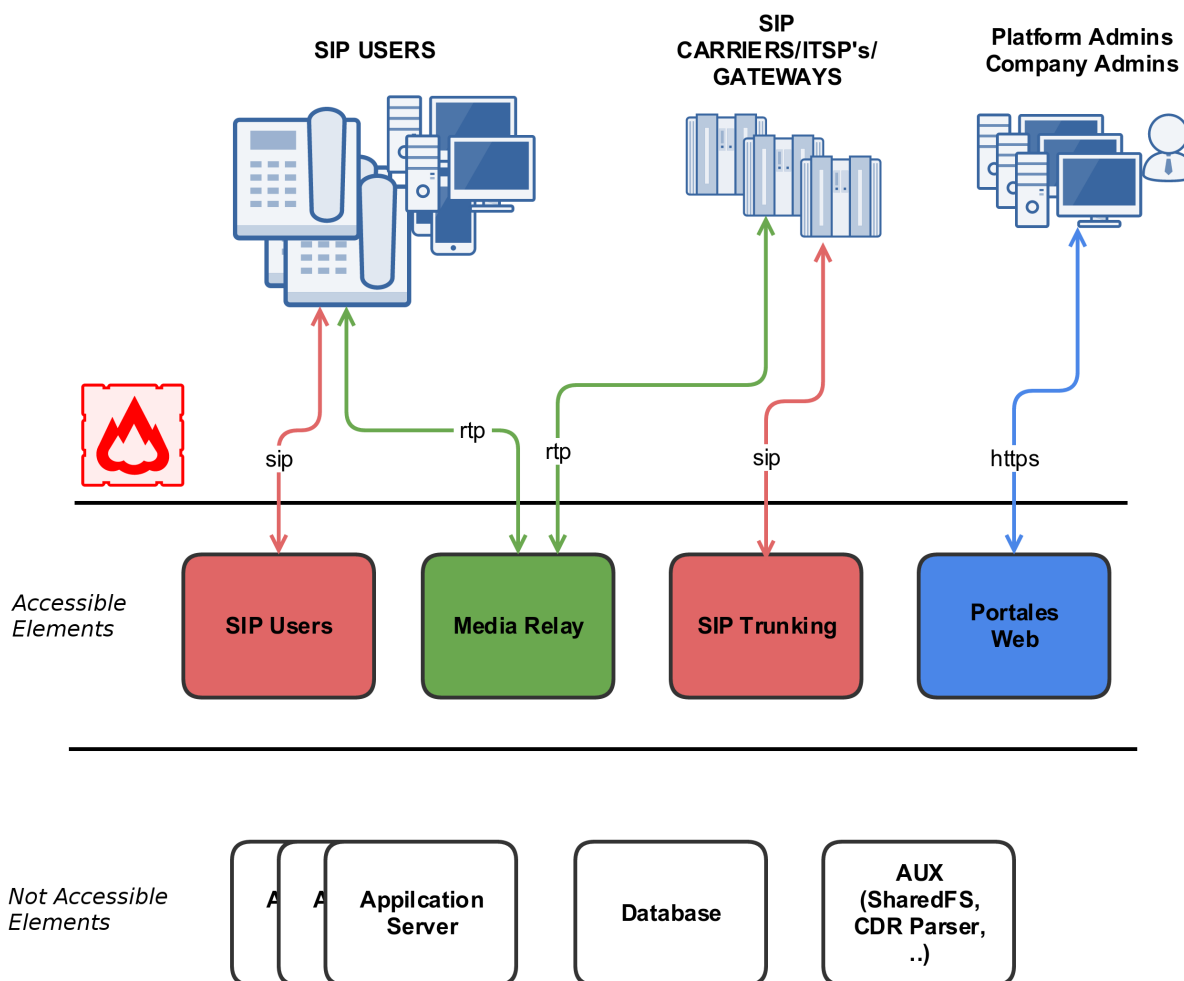 SIP USERS
SIP
CARRIERS/ITSP's/
GATEWAYS
Platform Admins
Company Admins
sip
rtp
rtp
sip
https
Accessible
Elements
SIP Users
Media Relay
SIP Trunking
Portales
Web
Not Accessible
Elements
A
A
Appilcation
Server
Database
AUX
(SharedFS,
CDR Parser,
..)